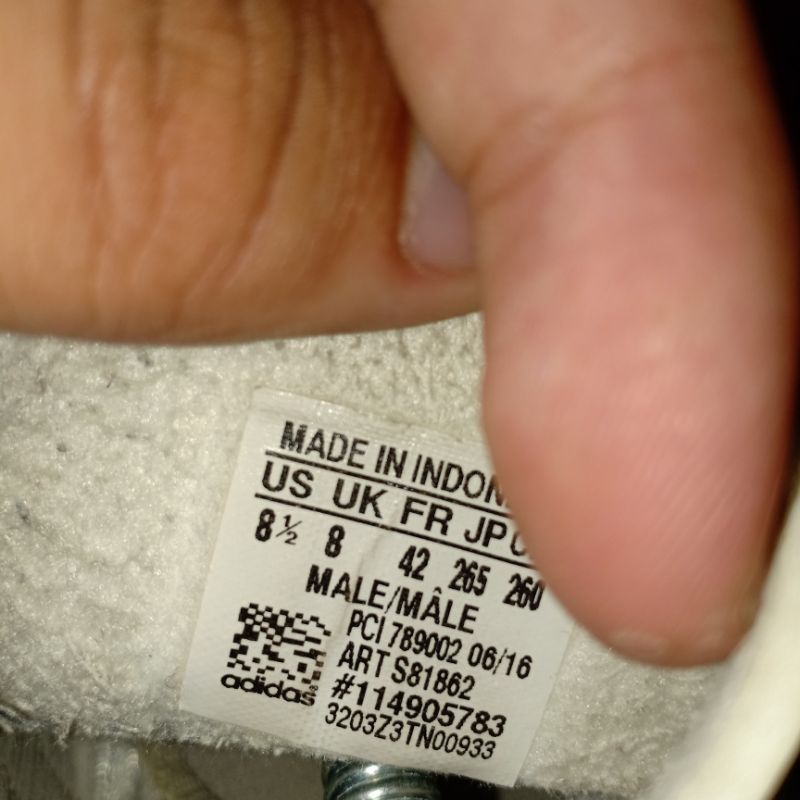 MADE IN INDON
US UK FR JP
8½ 8 42 265 260
MALE/MÂLE
PCI 789002 06/16
ART S81862
#114905783
3203Z3TN00933
adidas